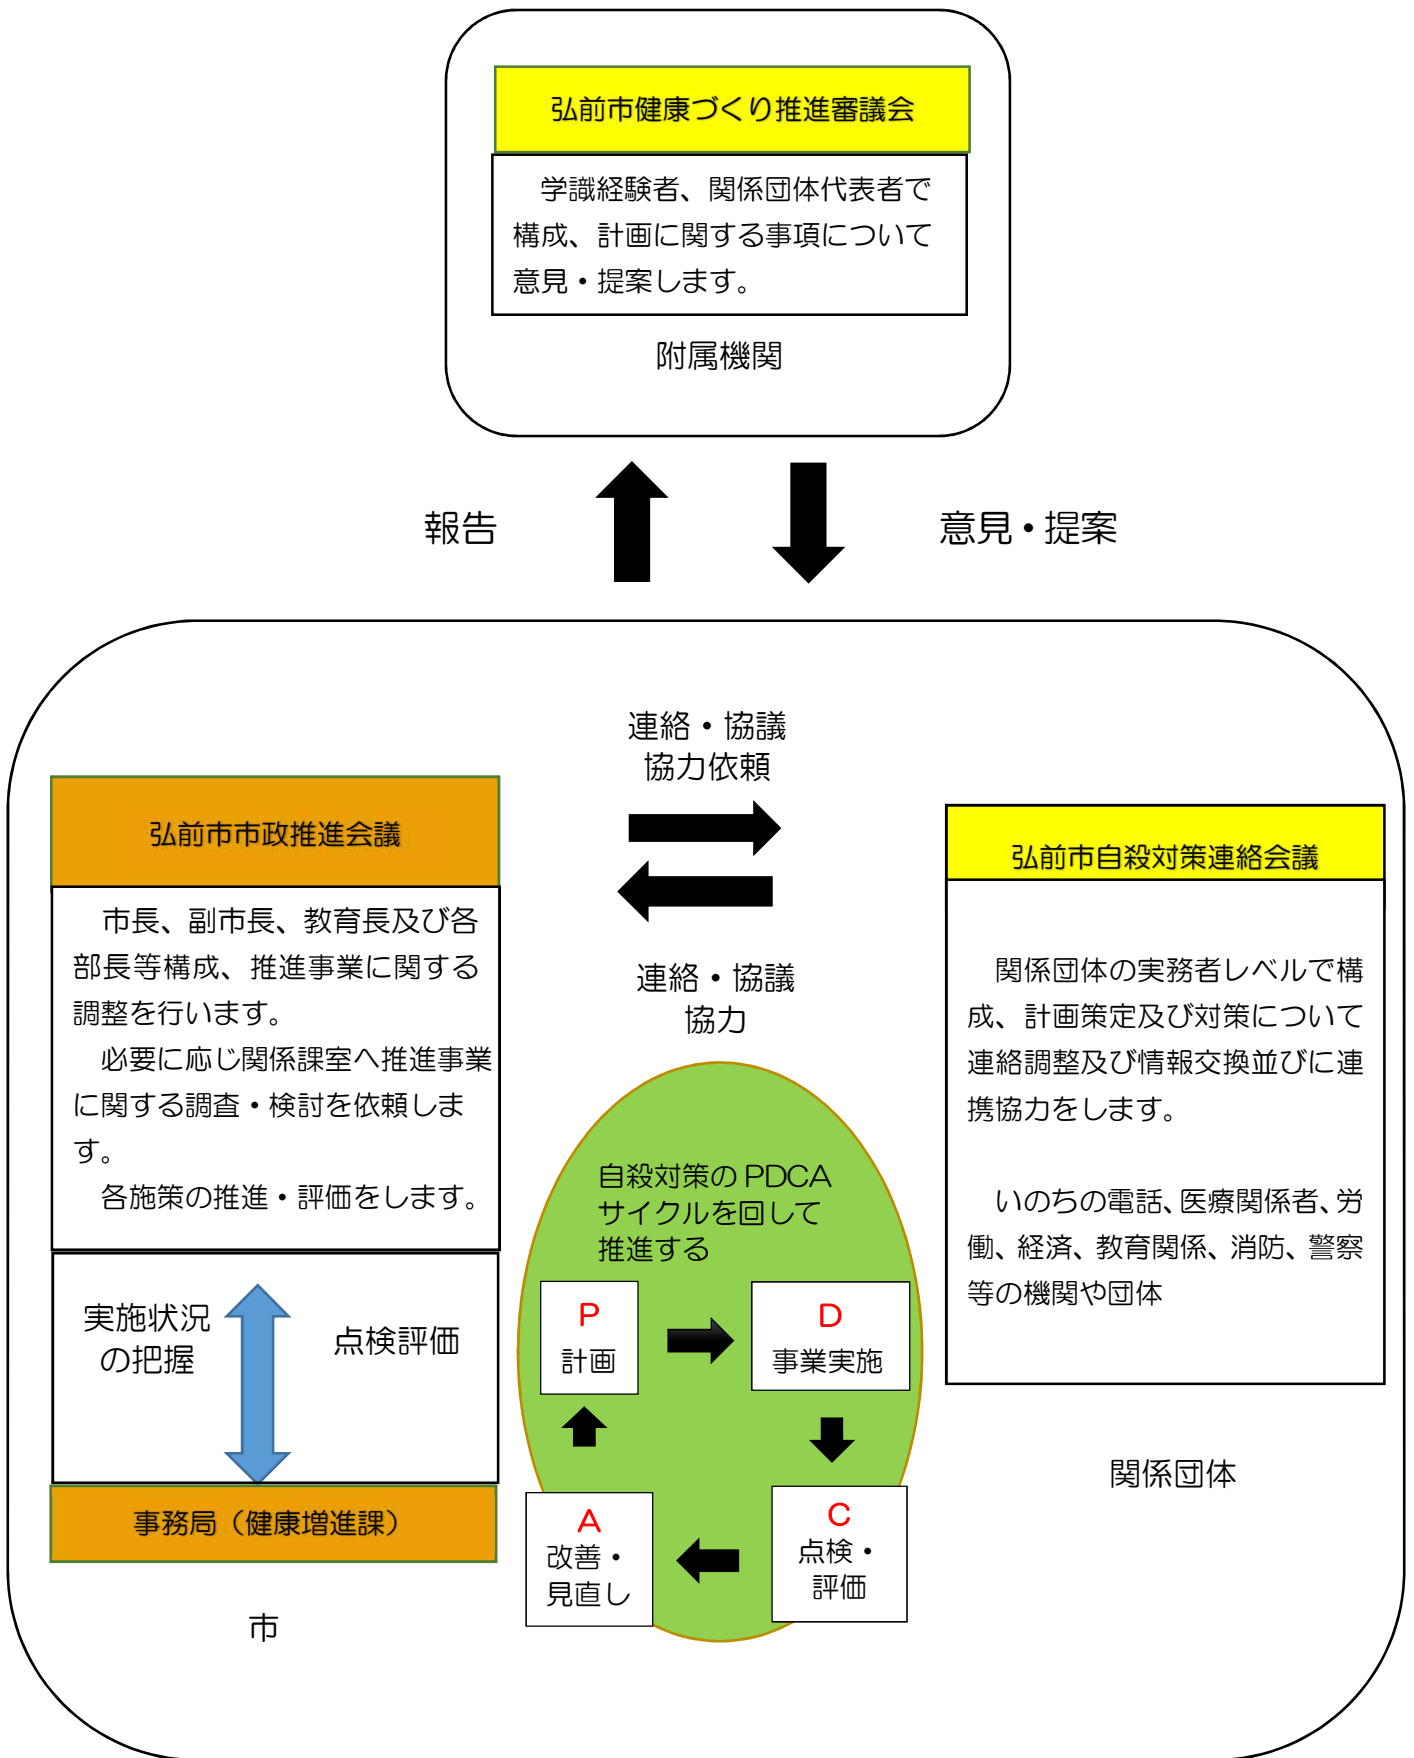 弘前市健康づくり推進審議会
学識経験者、関係団体代表者で
構成、計画に関する事項について
意見・提案します。
附属機関
報告
意見・提案
連絡・協議
協力依頼
弘前市市政推進会議
市長、副市長、教育長及び各
部長等構成、推進事業に関する
調整を行います。
必要に応じ関係課室へ推進事業
に関する調査・検討を依頼しま
す。
各施策の推進・評価をします。
実施状況
の把握
点検評価
事務局（健康増進課）
市
連絡・協議
協力
自殺対策の PDCA
サイクルを回して
推進する
P
計画
D
事業実施
C
点検・
評価
A
改善・
見直し
弘前市自殺対策連絡会議
関係団体の実務者レベルで構
成、計画策定及び対策について
連絡調整及び情報交換並びに連
携協力をします。
いのちの電話、医療関係者、労
働、経済、教育関係、消防、警察
等の機関や団体
関係団体